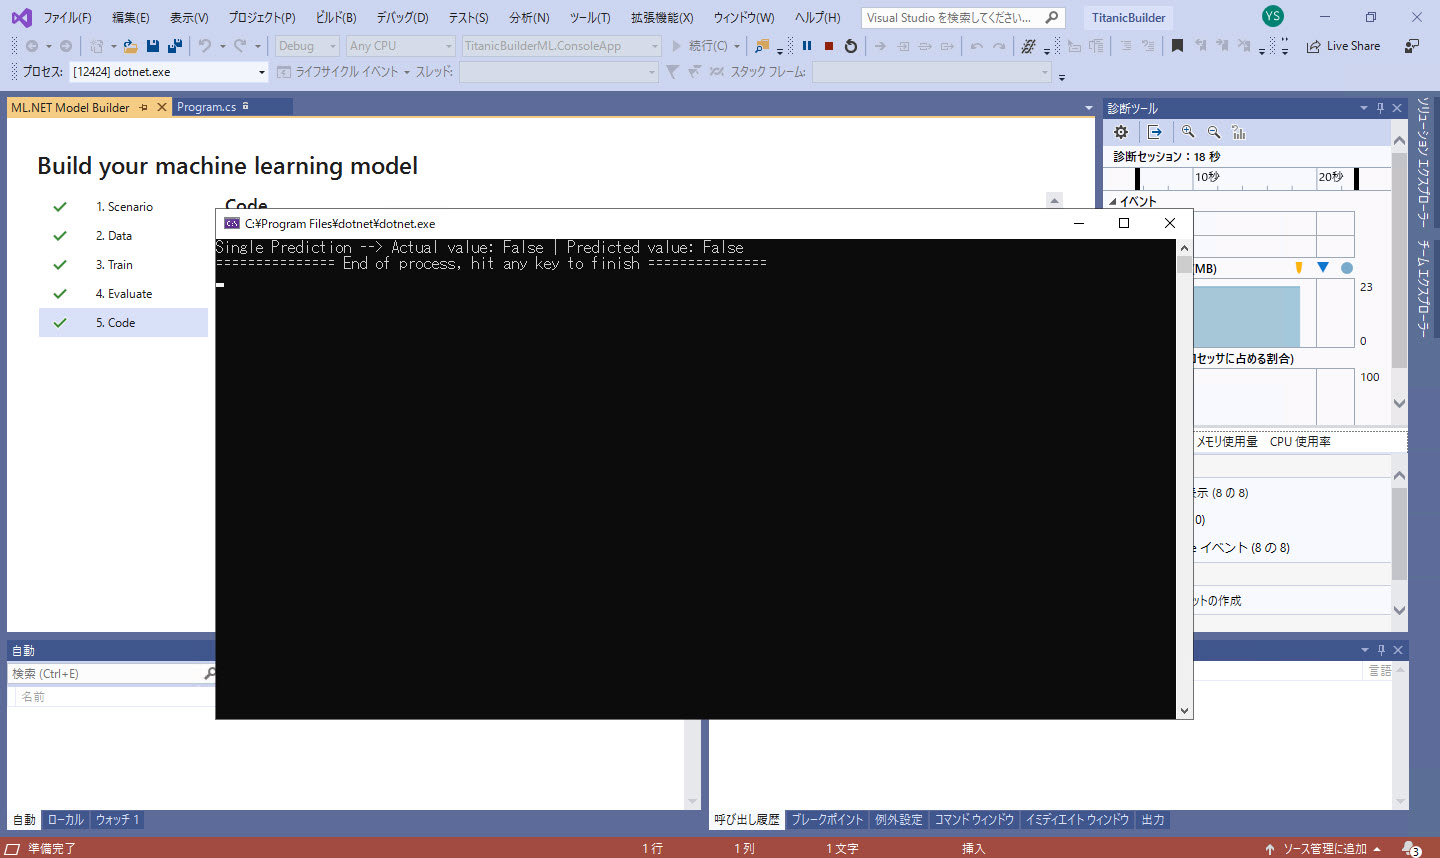 ファイル(F) 編集(E) 表示(V) プロジェクト(P) ビルド(B) デバッグ(D) テスト(S) 分析(N) ツール(T) 拡張機能(X) ウィンドウ(W) ヘルプ(H) Visual Studio を検索してください... TitanicBuilder YS
Debug Any CPU TitanicBuilderML.ConsoleApp 続行(C) Live Share
プロセス: [12424] dotnet.exe ライフサイクル イベント スレッド: スタック フレーム:
ML.NET Model Builder Program.cs
診断ツール
ソリューション エクスプローラー
チーム エクスプローラー
診断セッション : 18 秒
10秒 20秒
イベント
Build your machine learning model
1. Scenario
2. Data
3. Train
4. Evaluate
5. Code
Code
C:¥Program Files¥dotnet¥dotnet.exe
Single Prediction --> Actual value: False | Predicted value: False
=============== End of process, hit any key to finish ===============
(MB)
23
0
セッサに占める割合)
100
メモリ使用量 CPU 使用率
示 (8 の 8)
0)
e イベント (8 の 8)
ットの作成
自動
検索 (Ctrl+E)
名前
言語
自動 ローカル ウォッチ 1
呼び出し履歴 ブレークポイント 例外設定 コマンド ウィンドウ イミディエイト ウィンドウ 出力
準備完了 1 行 1 列 1 文字 挿入 ソース管理に追加 3